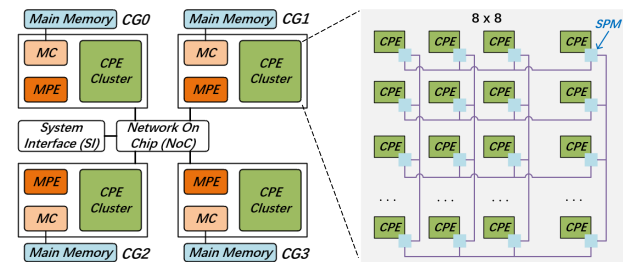 Main Memory CG0
MC
MPE
CPE
Cluster
Main Memory CG1
MC
MPE
CPE
Cluster
System
Interface (SI)
Network On
Chip (NoC)
MPE
MC
CPE
Cluster
Main Memory CG2
MPE
MC
CPE
Cluster
Main Memory CG3
8 x 8
SPM
CPE CPE CPE CPE
CPE CPE CPE CPE
CPE CPE CPE CPE
... ... ... ...
CPE CPE CPE CPE